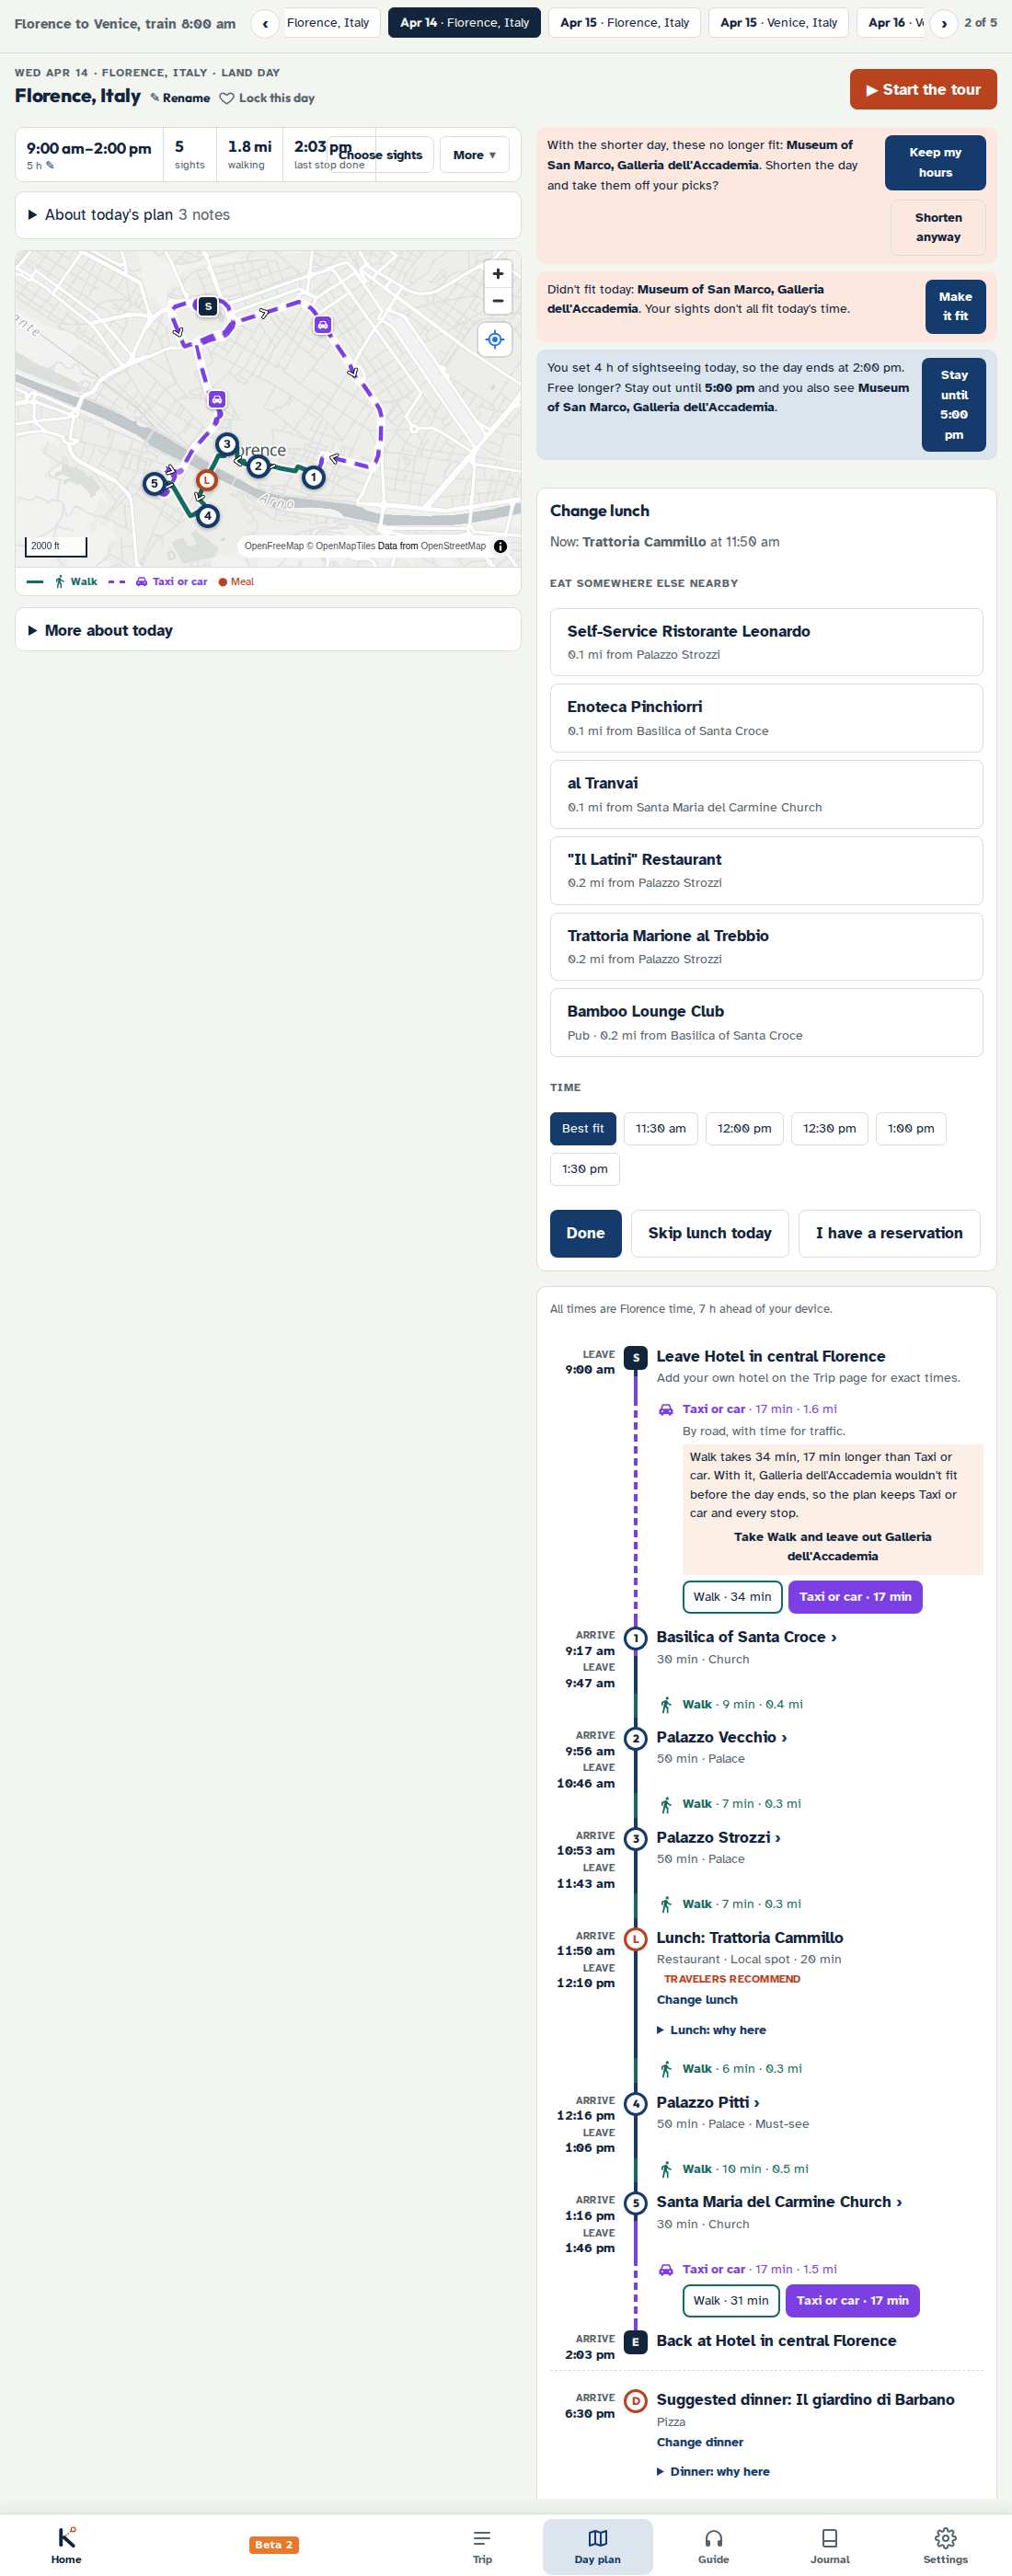 Florence to Venice, train 8:00 am
‹
Florence, Italy
Apr 14 · Florence, Italy
Apr 15 · Florence, Italy
Apr 15 · Venice, Italy
Apr 16 ·
›
2 of 5
WED APR 14 · FLORENCE, ITALY · LAND DAY
Florence, Italy ✎ Rename Lock this day
▶ Start the tour
9:00 am–2:00 pm
5 h ✎
5
sights
1.8 mi
walking
2:03 pm
last stop done
Choose sights
More ▼
▶ About today's plan 3 notes
S
3
2
1
5
L
4
orence
Arno
+
−
2000 ft
OpenFreeMap © OpenMapTiles Data from OpenStreetMap
Walk Taxi or car Meal
▶ More about today
With the shorter day, these no longer fit: Museum of
San Marco, Galleria dell'Accademia. Shorten the day
and take them off your picks?
Keep my
hours
Shorten
anyway
Didn't fit today: Museum of San Marco, Galleria
dell'Accademia. Your sights don't all fit today's time.
Make
it fit
You set 4 h of sightseeing today, so the day ends at 2:00 pm.
Free longer? Stay out until 5:00 pm and you also see Museum
of San Marco, Galleria dell'Accademia.
Stay
until
5:00
pm
Change lunch
Now: Trattoria Cammillo at 11:50 am
EAT SOMEWHERE ELSE NEARBY
Self-Service Ristorante Leonardo
0.1 mi from Palazzo Strozzi
Enoteca Pinchiorri
0.1 mi from Basilica of Santa Croce
al Tranvai
0.1 mi from Santa Maria del Carmine Church
"Il Latini" Restaurant
0.2 mi from Palazzo Strozzi
Trattoria Marione al Trebbio
0.2 mi from Palazzo Strozzi
Bamboo Lounge Club
Pub · 0.2 mi from Basilica of Santa Croce
TIME
Best fit
11:30 am
12:00 pm
12:30 pm
1:00 pm
1:30 pm
Done
Skip lunch today
I have a reservation
All times are Florence time, 7 h ahead of your device.
LEAVE
9:00 am
S
Leave Hotel in central Florence
Add your own hotel on the Trip page for exact times.
Taxi or car · 17 min · 1.6 mi
By road, with time for traffic.
Walk takes 34 min, 17 min longer than Taxi or
car. With it, Galleria dell'Accademia wouldn't fit
before the day ends, so the plan keeps Taxi or
car and every stop.
Take Walk and leave out Galleria
dell'Accademia
Walk · 34 min
Taxi or car · 17 min
ARRIVE
9:17 am
LEAVE
9:47 am
1
Basilica of Santa Croce ›
30 min · Church
Walk · 9 min · 0.4 mi
ARRIVE
9:56 am
LEAVE
10:46 am
2
Palazzo Vecchio ›
50 min · Palace
Walk · 7 min · 0.3 mi
ARRIVE
10:53 am
LEAVE
11:43 am
3
Palazzo Strozzi ›
50 min · Palace
Walk · 7 min · 0.3 mi
ARRIVE
11:50 am
LEAVE
12:10 pm
L
Lunch: Trattoria Cammillo
Restaurant · Local spot · 20 min
TRAVELERS RECOMMEND
Change lunch
▶ Lunch: why here
Walk · 6 min · 0.3 mi
ARRIVE
12:16 pm
LEAVE
1:06 pm
4
Palazzo Pitti ›
50 min · Palace · Must-see
Walk · 10 min · 0.5 mi
ARRIVE
1:16 pm
LEAVE
1:46 pm
5
Santa Maria del Carmine Church ›
30 min · Church
Taxi or car · 17 min · 1.5 mi
Walk · 31 min
Taxi or car · 17 min
ARRIVE
2:03 pm
E
Back at Hotel in central Florence
ARRIVE
6:30 pm
D
Suggested dinner: Il giardino di Barbano
Pizza
Change dinner
▶ Dinner: why here
Home
Beta 2
Trip
Day plan
Guide
Journal
Settings